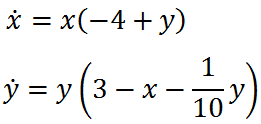 ẋ = x(−4 + y)
ẏ = y(3 − x − 1/10 y)